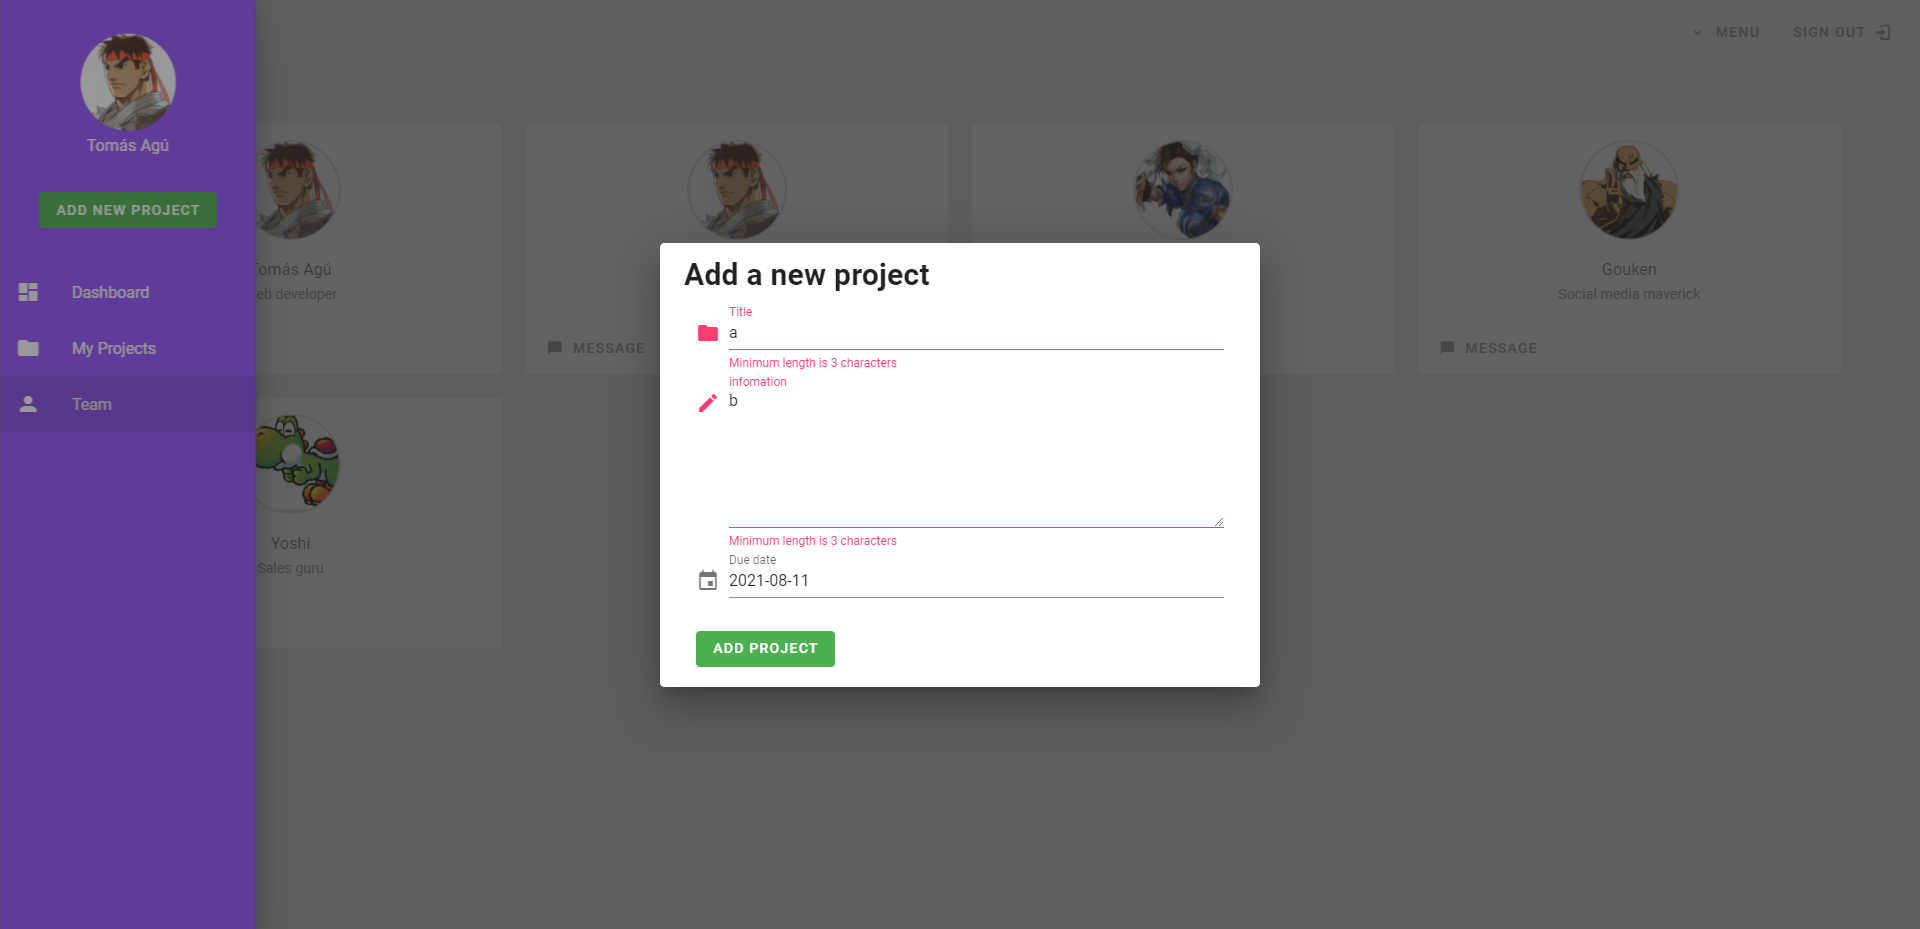 Tomás Agú
ADD NEW PROJECT
Dashboard
My Projects
Team
MENU
SIGN OUT
Tomás Agú
eb developer
MESSAGE
Gouken
Social media maverick
MESSAGE
Yoshi
Sales guru
Add a new project
Title
a
Minimum length is 3 characters
infomation
b
Minimum length is 3 characters
Due date
2021-08-11
ADD PROJECT